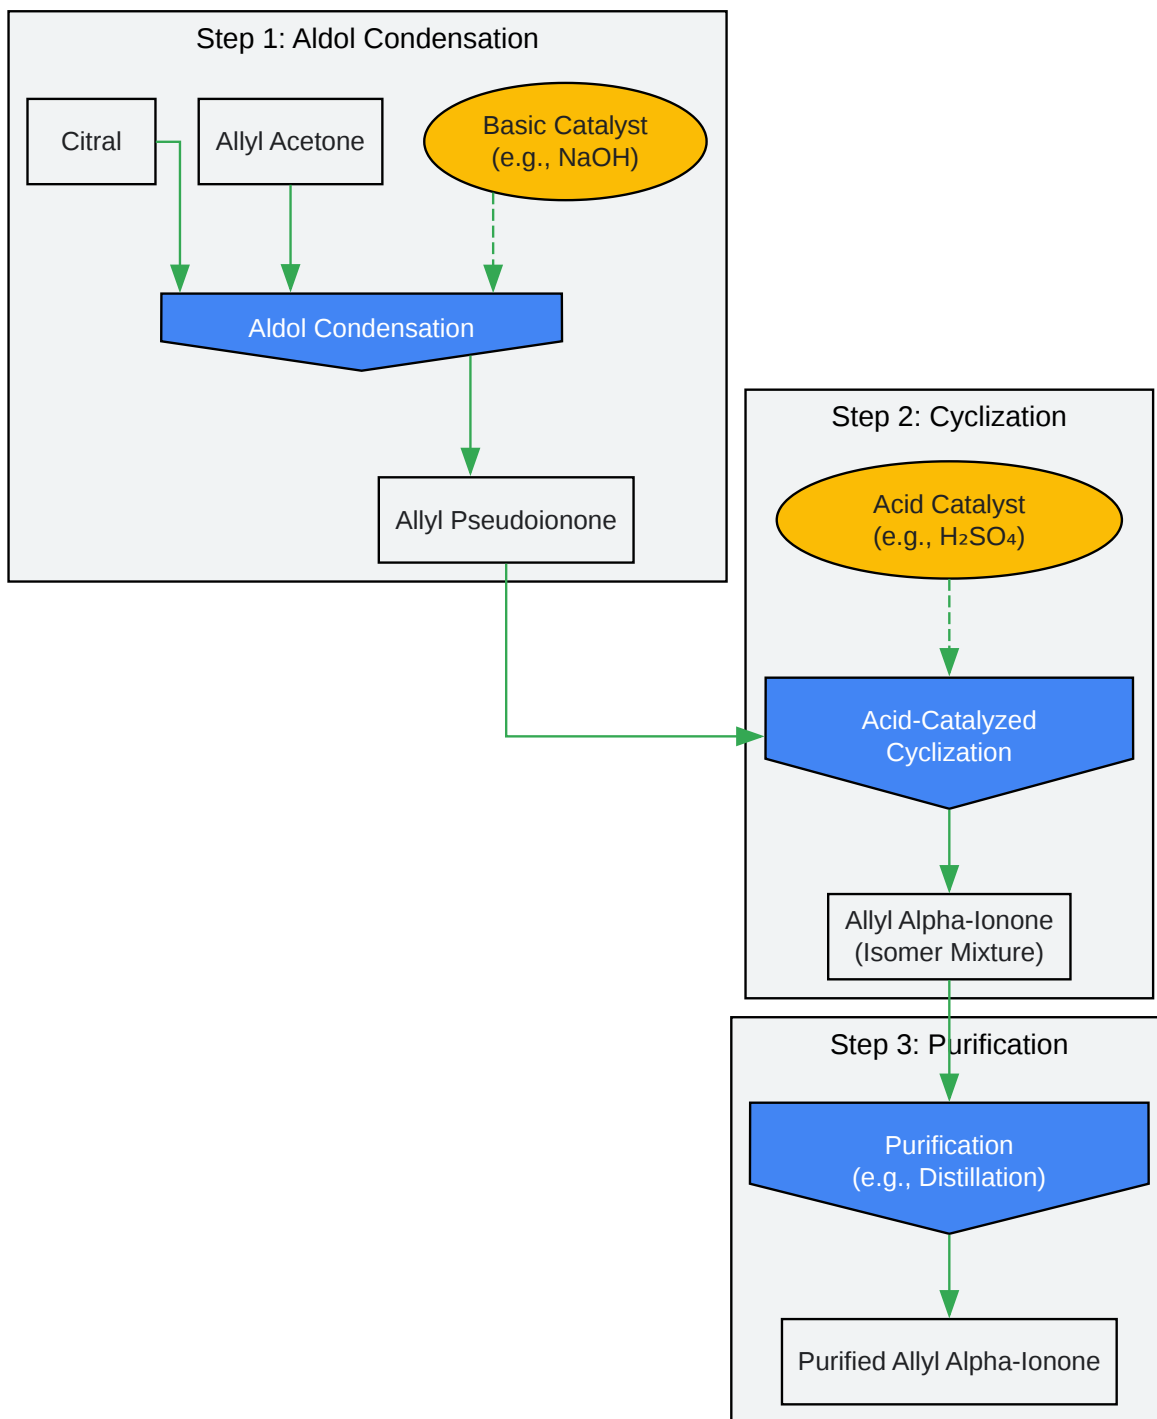 Step 1: Aldol Condensation
Citral
Allyl Acetone
Basic Catalyst
(e.g., NaOH)
Aldol Condensation
Allyl Pseudoionone
Step 2: Cyclization
Acid Catalyst
(e.g., H₂SO₄)
Acid-Catalyzed
Cyclization
Allyl Alpha-Ionone
(Isomer Mixture)
Step 3: Purification
Purification
(e.g., Distillation)
Purified Allyl Alpha-Ionone